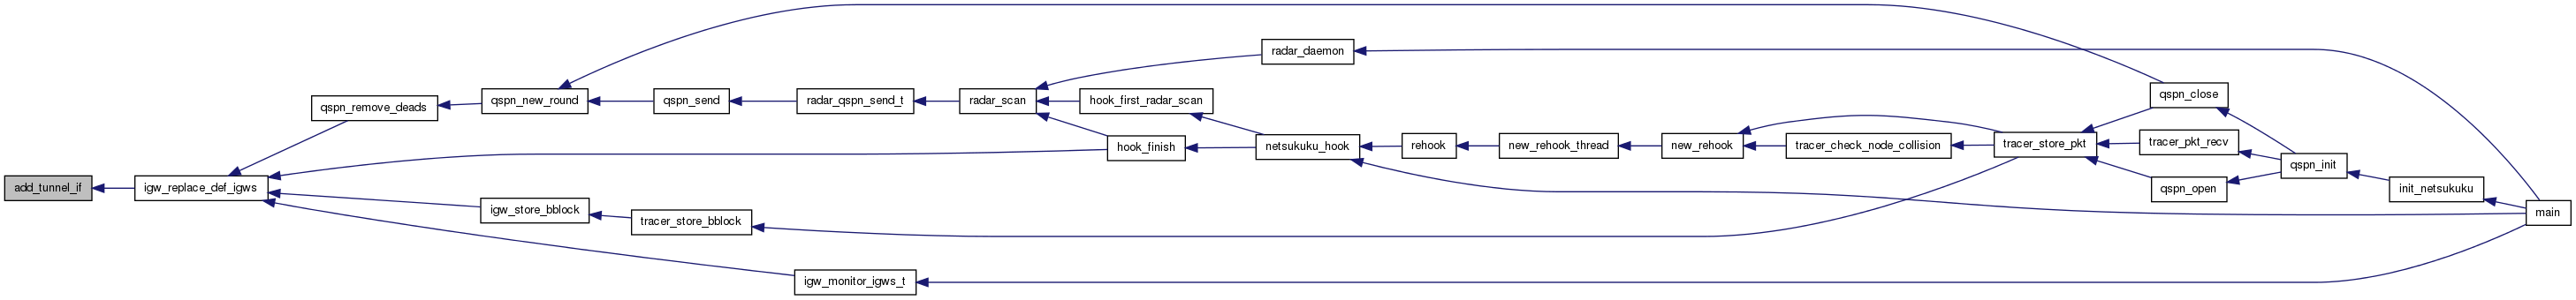 add_tunnel_if
igw_replace_def_igws
qspn_remove_deads
qspn_new_round
qspn_send
radar_qspn_send_t
radar_scan
radar_daemon
hook_first_radar_scan
hook_finish
netsukuku_hook
rehook
new_rehook_thread
new_rehook
tracer_check_node_collision
tracer_store_pkt
qspn_close
tracer_pkt_recv
qspn_open
qspn_init
init_netsukuku
main
igw_store_bblock
tracer_store_bblock
igw_monitor_igws_t